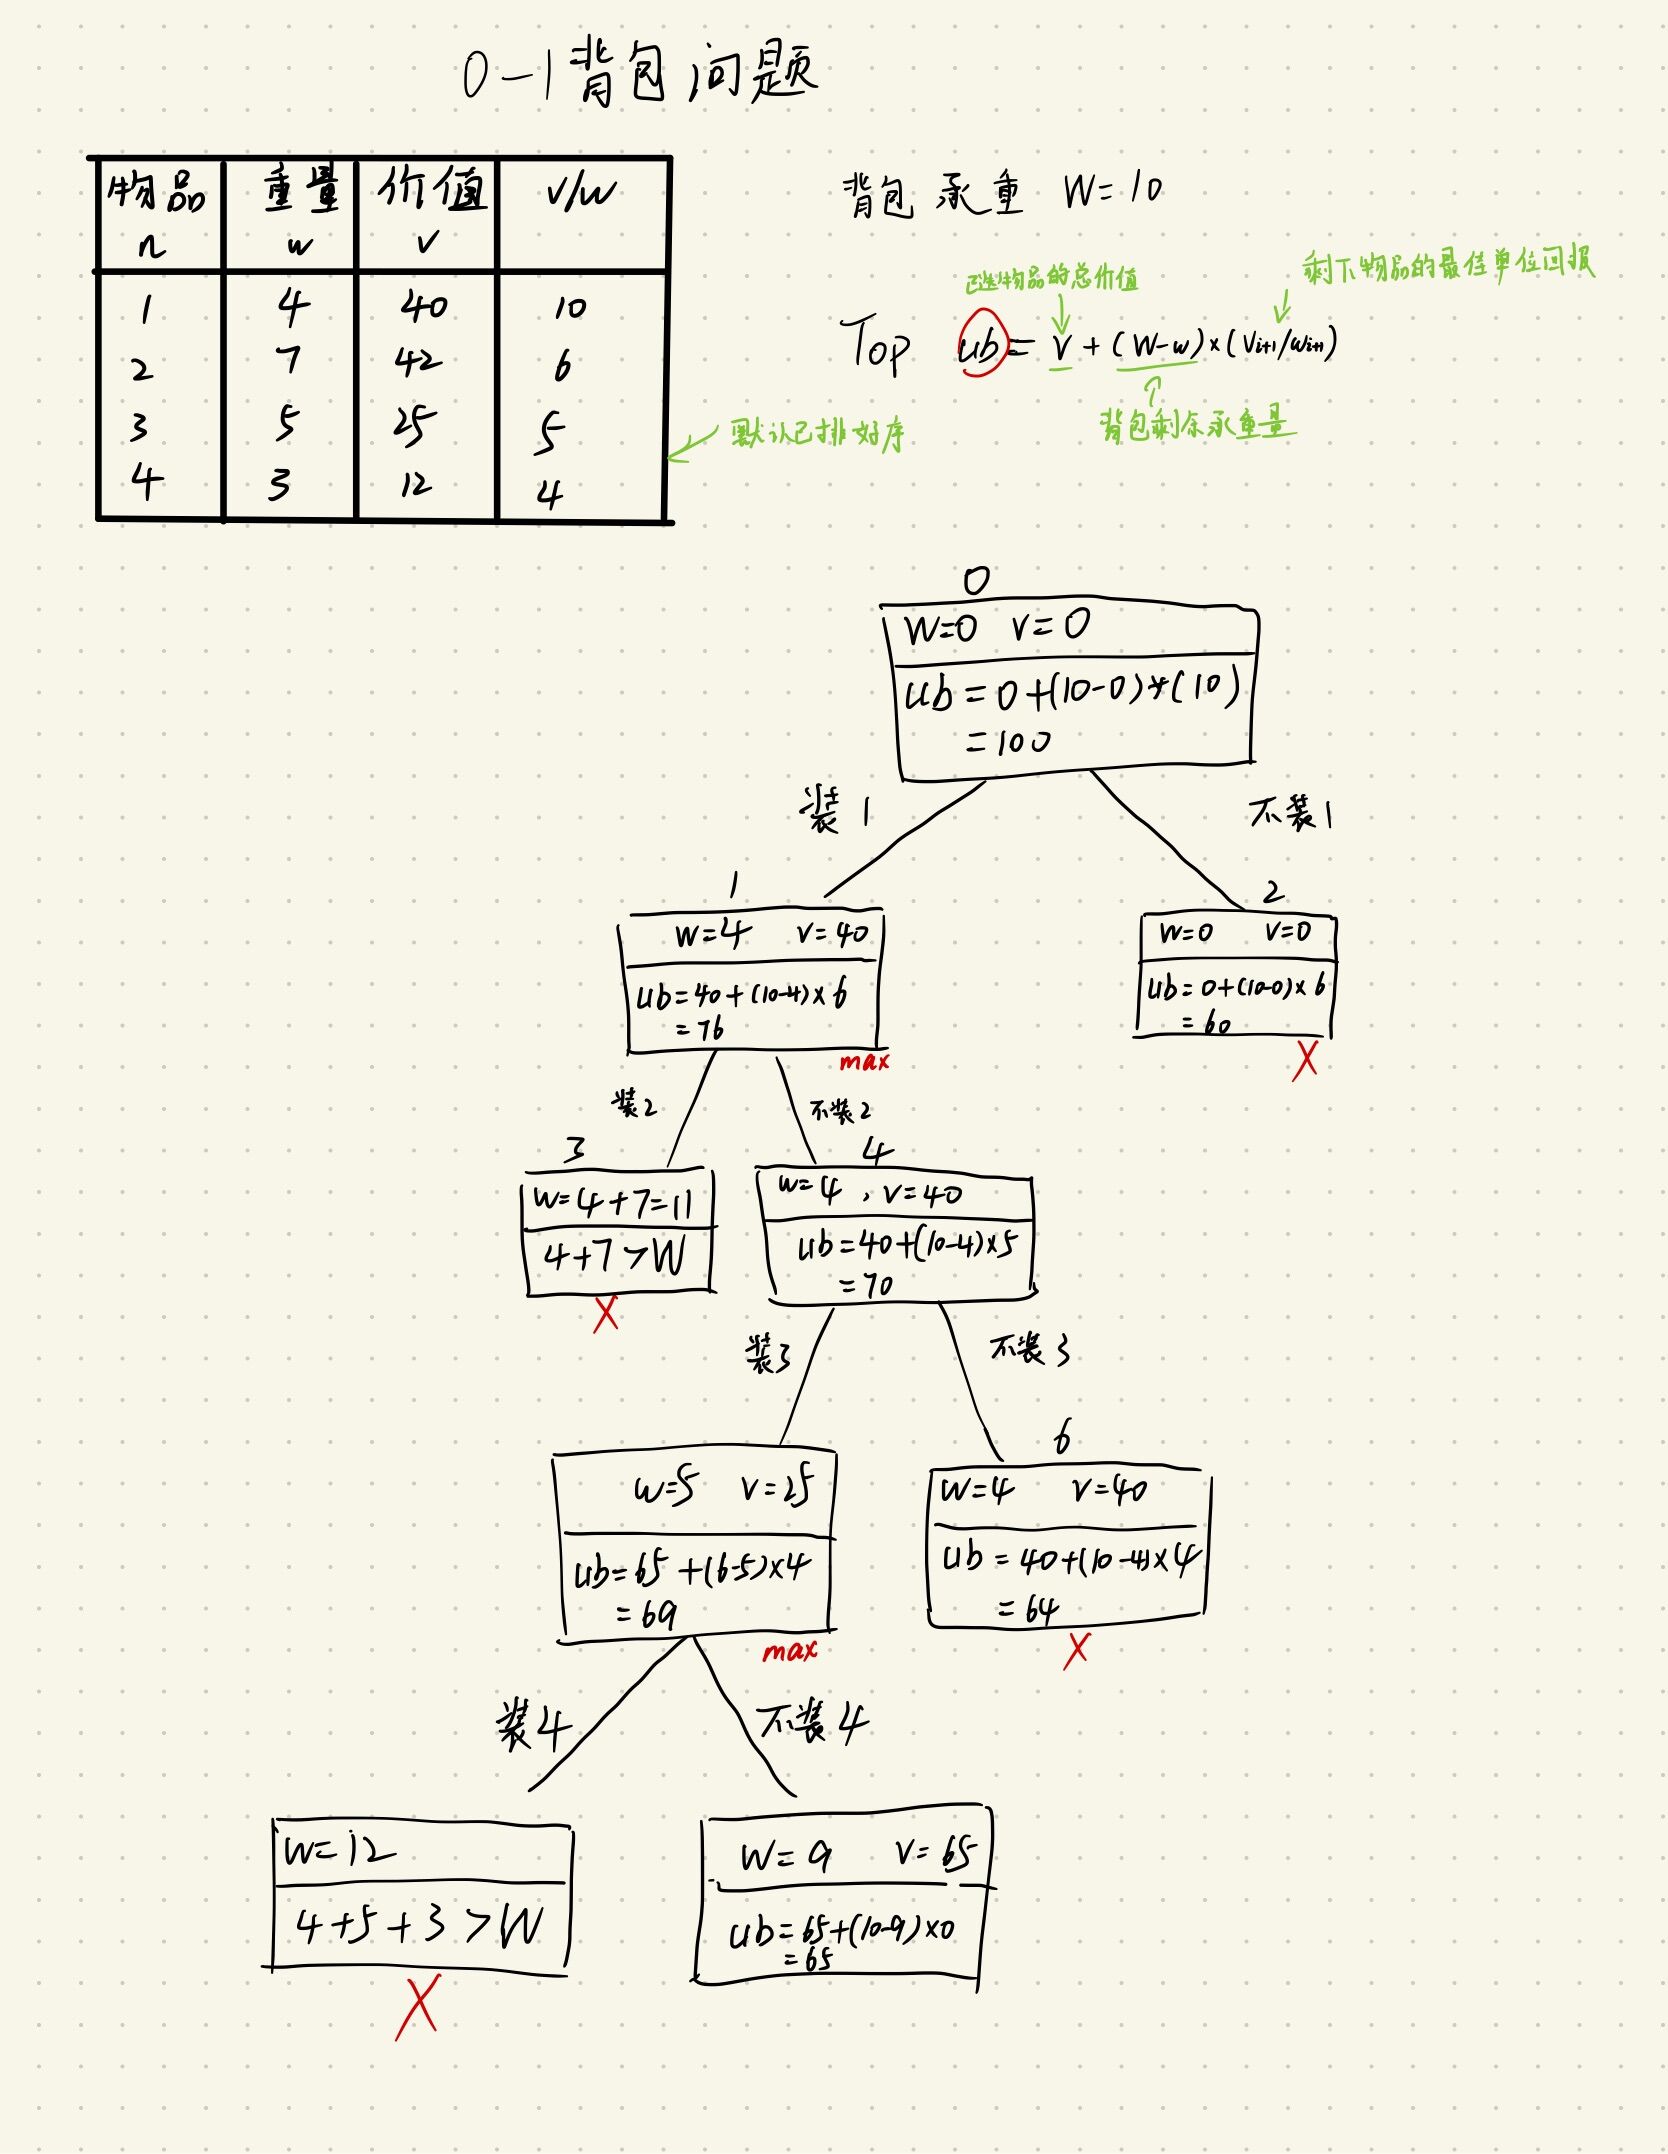 0-1背包问题
物品 重量 价值 v/w
n w v
1 4 40 10
2 7 42 6
3 5 25 5
4 3 12 4
背包承重 W=10
已选物品的总价值
剩下物品的最佳单位回报
Top ub = v + (W-w)×(Vi+1/wi+1)
背包剩余承重量
默认已排好序
0
W=0 v=0
ub=0+(10-0)*(10)
=100
装1 不装1
1
w=4 v=40
ub=40+(10-4)×6
=76
max
2
w=0 v=0
ub=0+(10-0)×6
=60
X
装2 不装2
3
w=4+7=11
4+7>W
X
4
w=4, v=40
ub=40+(10-4)×5
=70
装3 不装3
w=5 v=25
ub=65+(6-5)×4
=69
max
6
w=4 v=40
ub=40+(10-4)×4
=64
X
装4 不装4
w=12
4+5+3>W
X
W=9 v=65
ub=65+(10-9)×0
=65